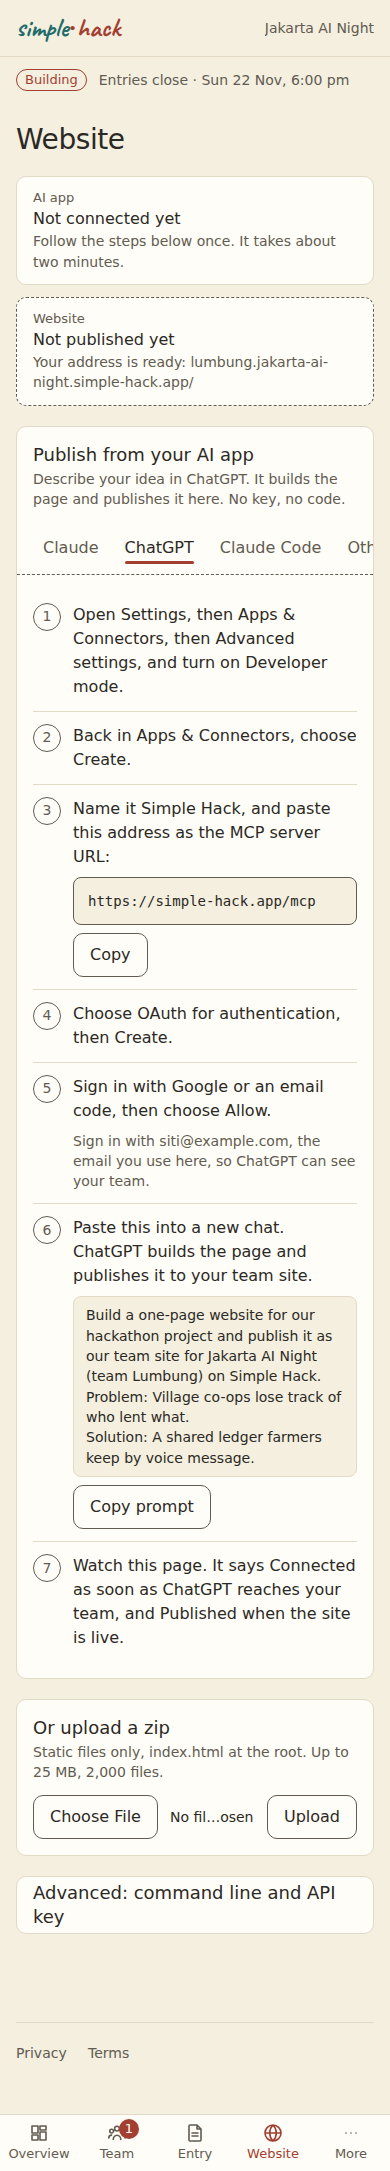 simple·hack
Jakarta AI Night
Building
Entries close · Sun 22 Nov, 6:00 pm
Website
AI app
Not connected yet
Follow the steps below once. It takes about
two minutes.
Website
Not published yet
Your address is ready: lumbung.jakarta-ai-
night.simple-hack.app/
Publish from your AI app
Describe your idea in ChatGPT. It builds the
page and publishes it here. No key, no code.
Claude ChatGPT Claude Code Oth
1 Open Settings, then Apps &
Connectors, then Advanced
settings, and turn on Developer
mode.
2 Back in Apps & Connectors, choose
Create.
3 Name it Simple Hack, and paste
this address as the MCP server
URL:
https://simple-hack.app/mcp
Copy
4 Choose OAuth for authentication,
then Create.
5 Sign in with Google or an email
code, then choose Allow.
Sign in with siti@example.com, the
email you use here, so ChatGPT can see
your team.
6 Paste this into a new chat.
ChatGPT builds the page and
publishes it to your team site.
Build a one-page website for our
hackathon project and publish it as
our team site for Jakarta AI Night
(team Lumbung) on Simple Hack.
Problem: Village co-ops lose track of
who lent what.
Solution: A shared ledger farmers
keep by voice message.
Copy prompt
7 Watch this page. It says Connected
as soon as ChatGPT reaches your
team, and Published when the site
is live.
Or upload a zip
Static files only, index.html at the root. Up to
25 MB, 2,000 files.
Choose File No fil...osen Upload
Advanced: command line and API
key
Privacy Terms
1
Overview Team Entry Website More